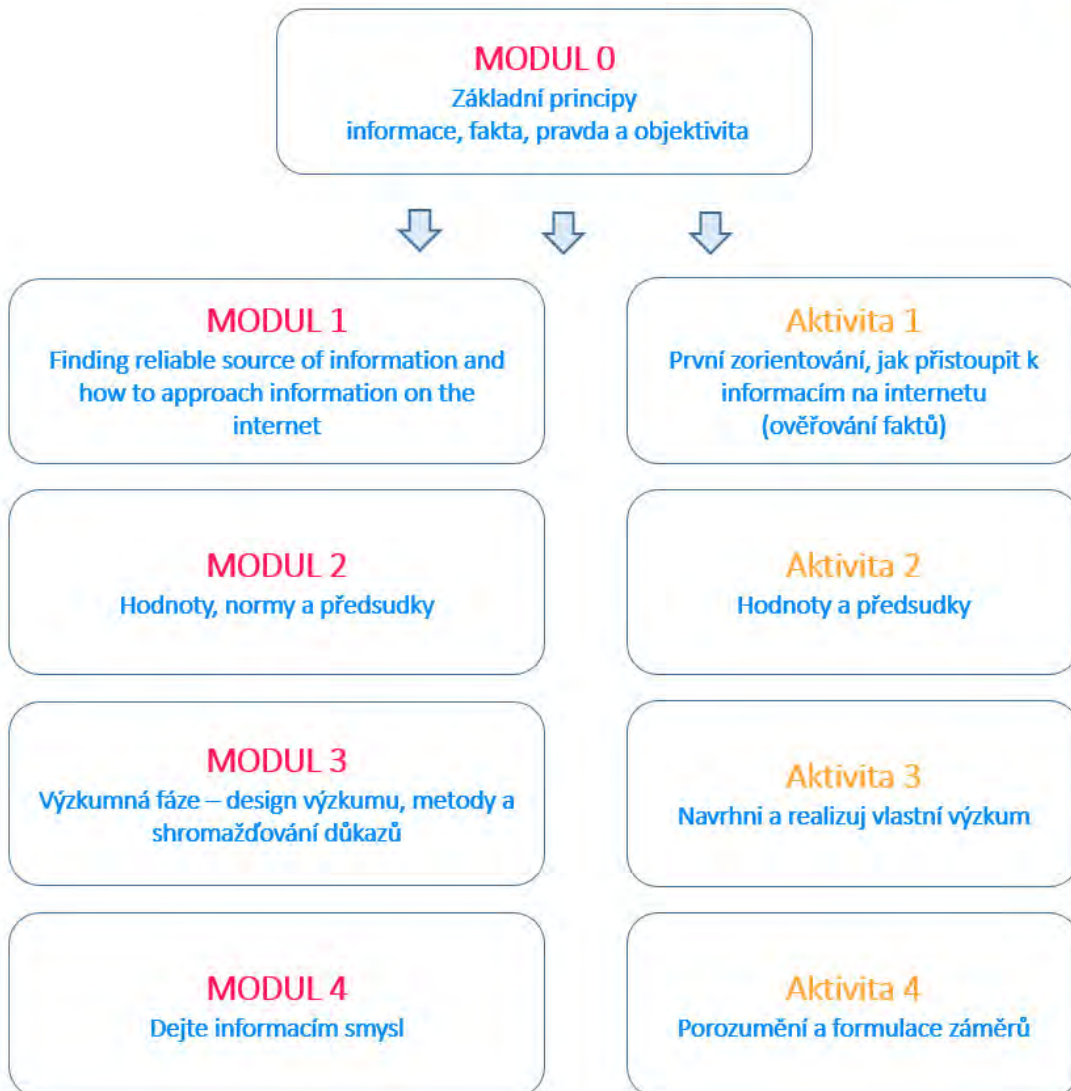 MODUL 0
Základní principy
informace, fakta, pravda a objektivita
MODUL 1
Finding reliable source of information and
how to approach information on the
internet
Aktivita 1
První zorientování, jak přistoupit k
informacím na internetu
(ověřování faktů)
MODUL 2
Hodnoty, normy a předsudky
Aktivita 2
Hodnoty a předsudky
MODUL 3
Výzkumná fáze – design výzkumu, metody a
shromažďování důkazů
Aktivita 3
Navrhni a realizuj vlastní výzkum
MODUL 4
Dejte informacím smysl
Aktivita 4
Porozumění a formulace záměrů